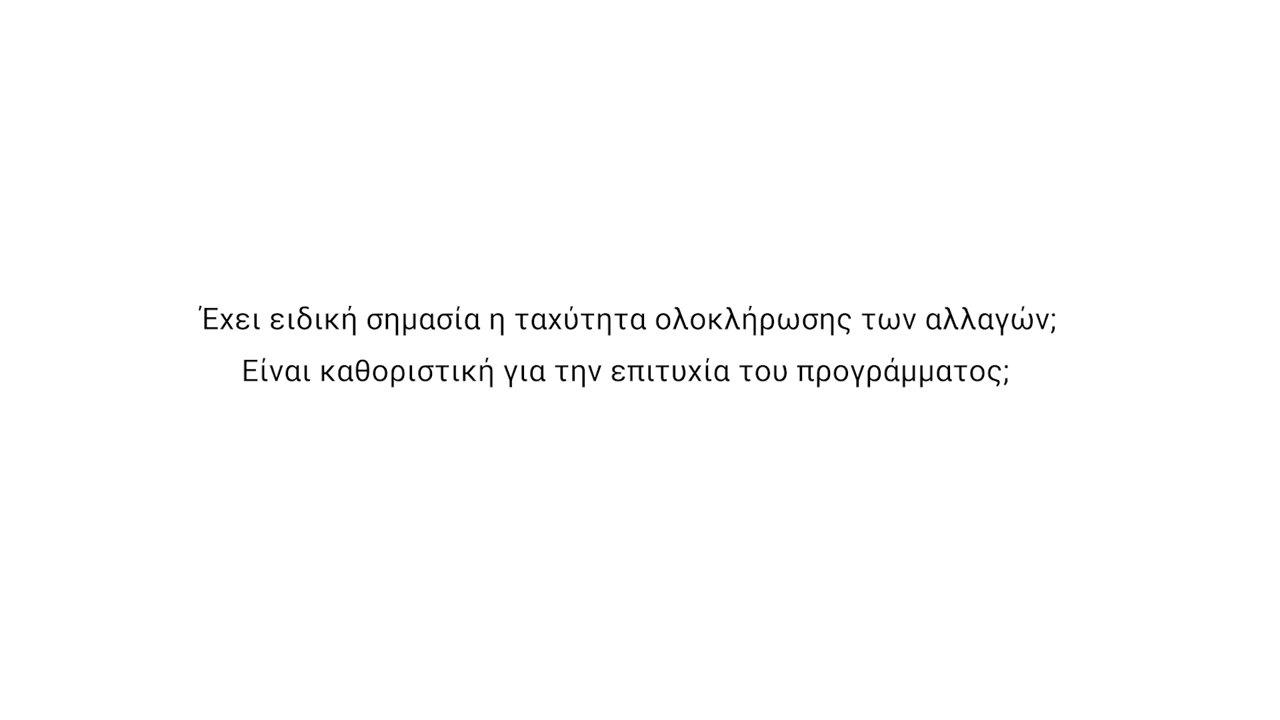 Έχει ειδική σημασία η ταχύτητα ολοκλήρωσης των αλλαγών;
Είναι καθοριστική για την επιτυχία του προγράμματος;